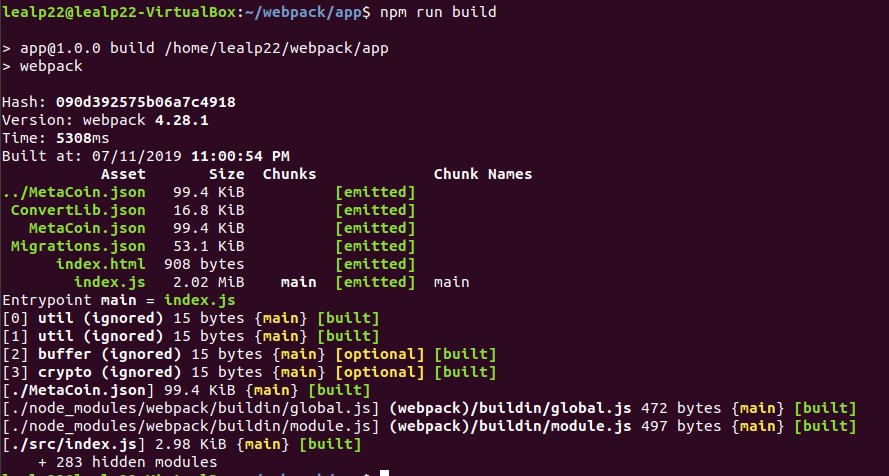 lealp22@lealp22-VirtualBox:~/webpack/app$ npm run build
> app@1.0.0 build /home/lealp22/webpack/app
> webpack
Hash: 090d392575b06a7c4918
Version: webpack 4.28.1
Time: 5308ms
Built at: 07/11/2019 11:00:54 PM
Asset Size Chunks Chunk Names
../MetaCoin.json 99.4 KiB [emitted]
ConvertLib.json 16.8 KiB [emitted]
MetaCoin.json 99.4 KiB [emitted]
Migrations.json 53.1 KiB [emitted]
index.html 908 bytes [emitted]
index.js 2.02 MiB main [emitted] main
Entrypoint main = index.js
[0] util (ignored) 15 bytes {main} [built]
[1] util (ignored) 15 bytes {main} [built]
[2] buffer (ignored) 15 bytes {main} [optional] [built]
[3] crypto (ignored) 15 bytes {main} [optional] [built]
[./MetaCoin.json] 99.4 KiB {main} [built]
[./node_modules/webpack/buildin/global.js] (webpack)/buildin/global.js 472 bytes {main} [built]
[./node_modules/webpack/buildin/module.js] (webpack)/buildin/module.js 497 bytes {main} [built]
[./src/index.js] 2.98 KiB {main} [built]
+ 283 hidden modules
lealp22@lealp22-VirtualBox:~/webpack/app$